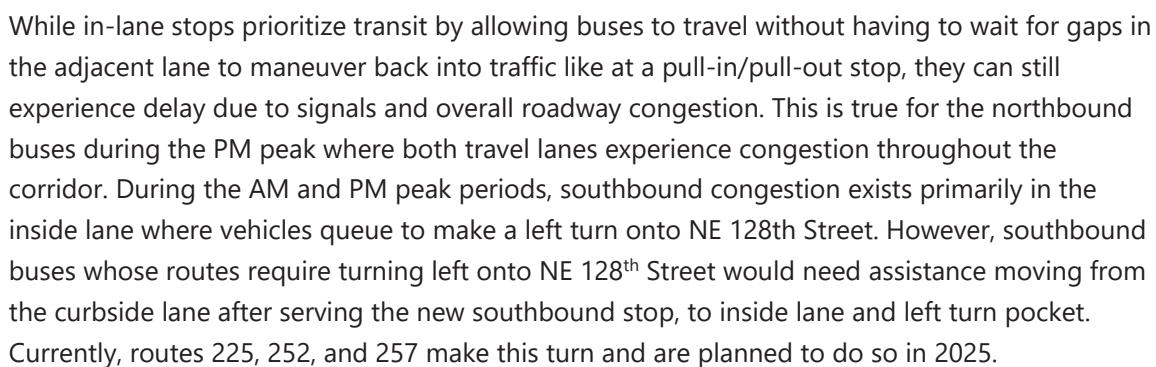 While in-lane stops prioritize transit by allowing buses to travel without having to wait for gaps in
the adjacent lane to maneuver back into traffic like at a pull-in/pull-out stop, they can still
experience delay due to signals and overall roadway congestion. This is true for the northbound
buses during the PM peak where both travel lanes experience congestion throughout the
corridor. During the AM and PM peak periods, southbound congestion exists primarily in the
inside lane where vehicles queue to make a left turn onto NE 128th Street. However, southbound
buses whose routes require turning left onto NE 128th Street would need assistance moving from
the curbside lane after serving the new southbound stop, to inside lane and left turn pocket.
Currently, routes 225, 252, and 257 make this turn and are planned to do so in 2025.